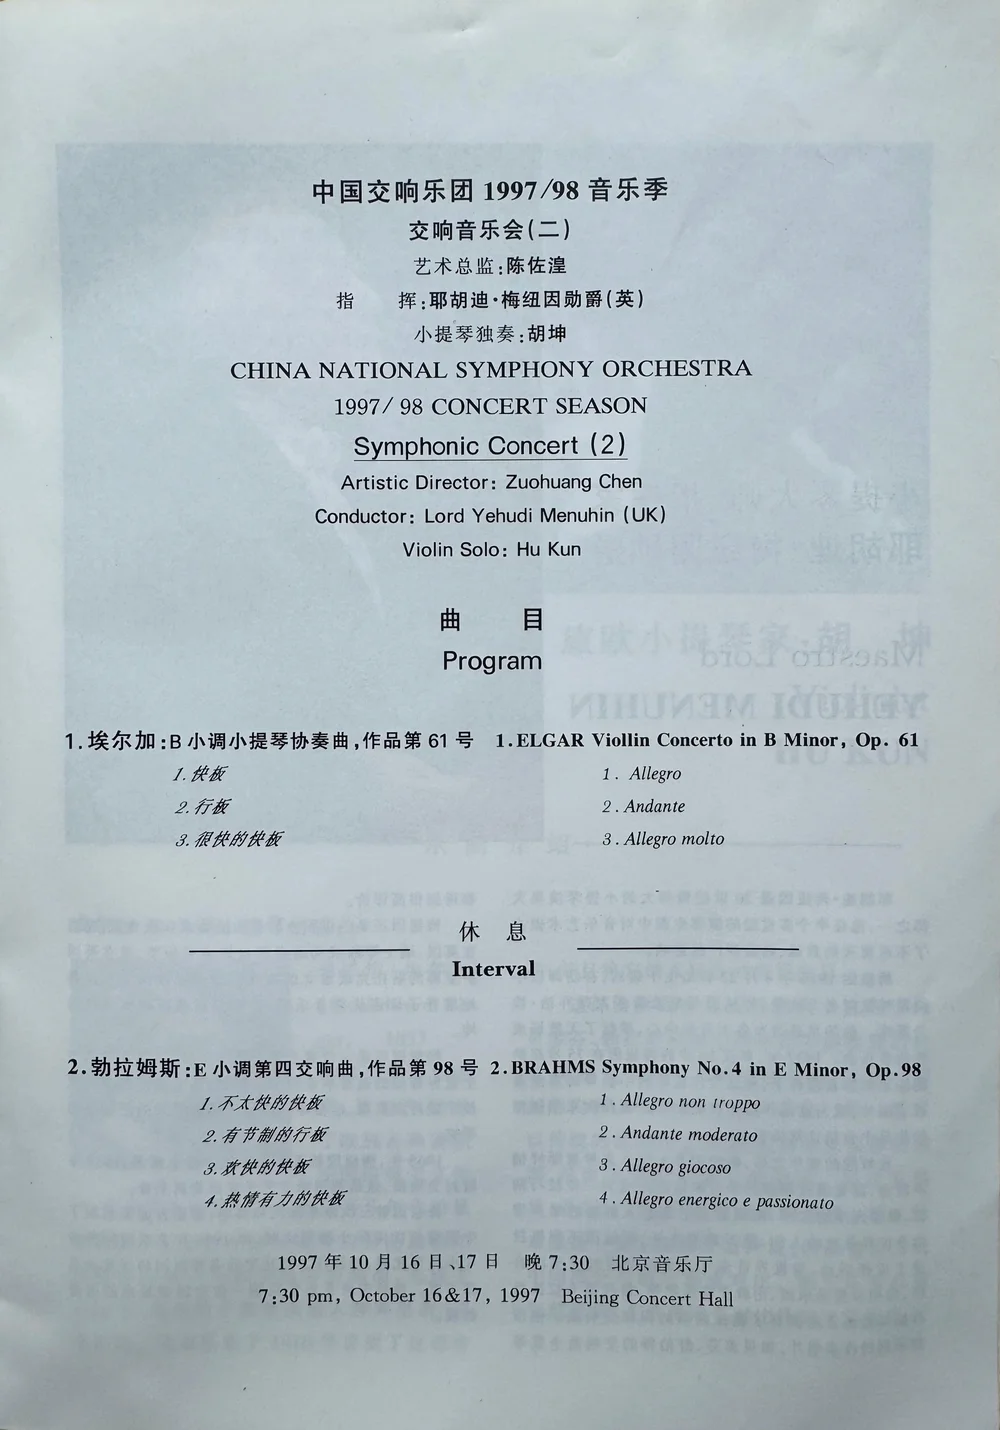 中国交响乐团 1997/98 音乐季
交响音乐会(二)
艺术总监:陈佐湟
指 挥:耶胡迪·梅纽因勋爵(英)
小提琴独奏:胡坤
CHINA NATIONAL SYMPHONY ORCHESTRA
1997/ 98 CONCERT SEASON
Symphonic Concert (2)
Artistic Director: Zuohuang Chen
Conductor: Lord Yehudi Menuhin (UK)
Violin Solo: Hu Kun
曲 目
Program
1.埃尔加:B 小调小提琴协奏曲,作品第 61 号 1.ELGAR Viollin Concerto in B Minor, Op. 61
1.快板 1. Allegro
2.行板 2.Andante
3.很快的快板 3.Allegro molto
休 息
Interval
2.勃拉姆斯:E 小调第四交响曲,作品第 98 号 2.BRAHMS Symphony No.4 in E Minor, Op.98
1.不太快的快板 1.Allegro non troppo
2.有节制的行板 2.Andante moderato
3.欢快的快板 3.Allegro giocoso
4.热情有力的快板 4.Allegro energico e passionato
1997 年 10 月 16 日、17 日 晚 7:30 北京音乐厅
7:30 pm, October 16&17, 1997 Beijing Concert Hall